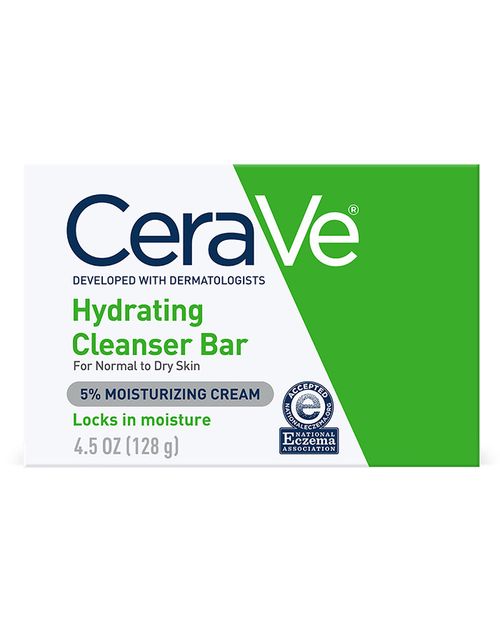 CeraVe®
DEVELOPED WITH DERMATOLOGISTS
Hydrating
Cleanser Bar
For Normal to Dry Skin
5% MOISTURIZING CREAM
Locks in moisture
4.5 OZ (128 g)
ACCEPTED
NATIONALECZEMA.ORG
NATIONAL
Eczema
ASSOCIATION